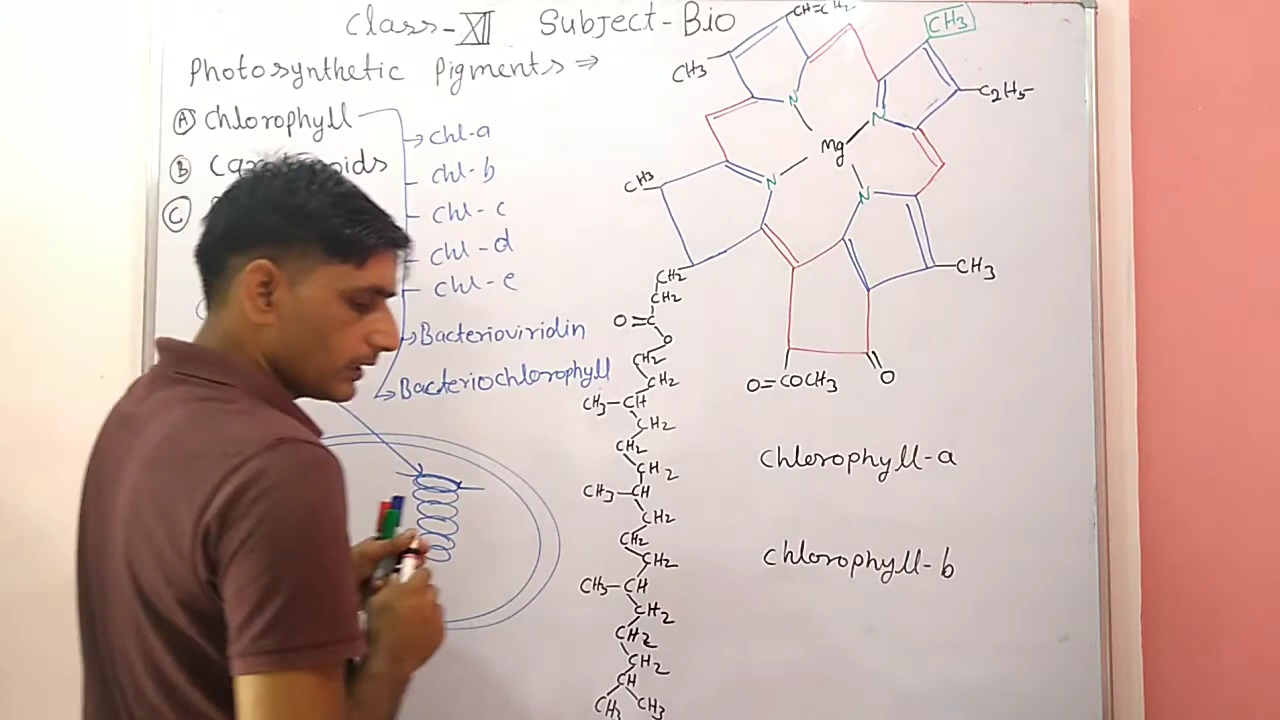 Class-XII Subject-Bio
Photosynthetic Pigments ⇒
(A) Chlorophyll
(B)
(C)
chl-a
chl-b
chl-c
chl-d
chl-e
Bacterioviridin
Bacteriochlorophyll
CH=CH2
CH3
CH3
C2H5
N
N
Mg
N
N
CH3
CH3
CH2
CH2
O=C
O
O=COCH3
O
CH2
CH2
CH3-CH
CH2
CH2
CH2
CH3-CH
CH2
CH2
CH2
CH3-CH
CH2
CH2
CH2
CH
CH3
CH3
Chlorophyll-a
Chlorophyll-b